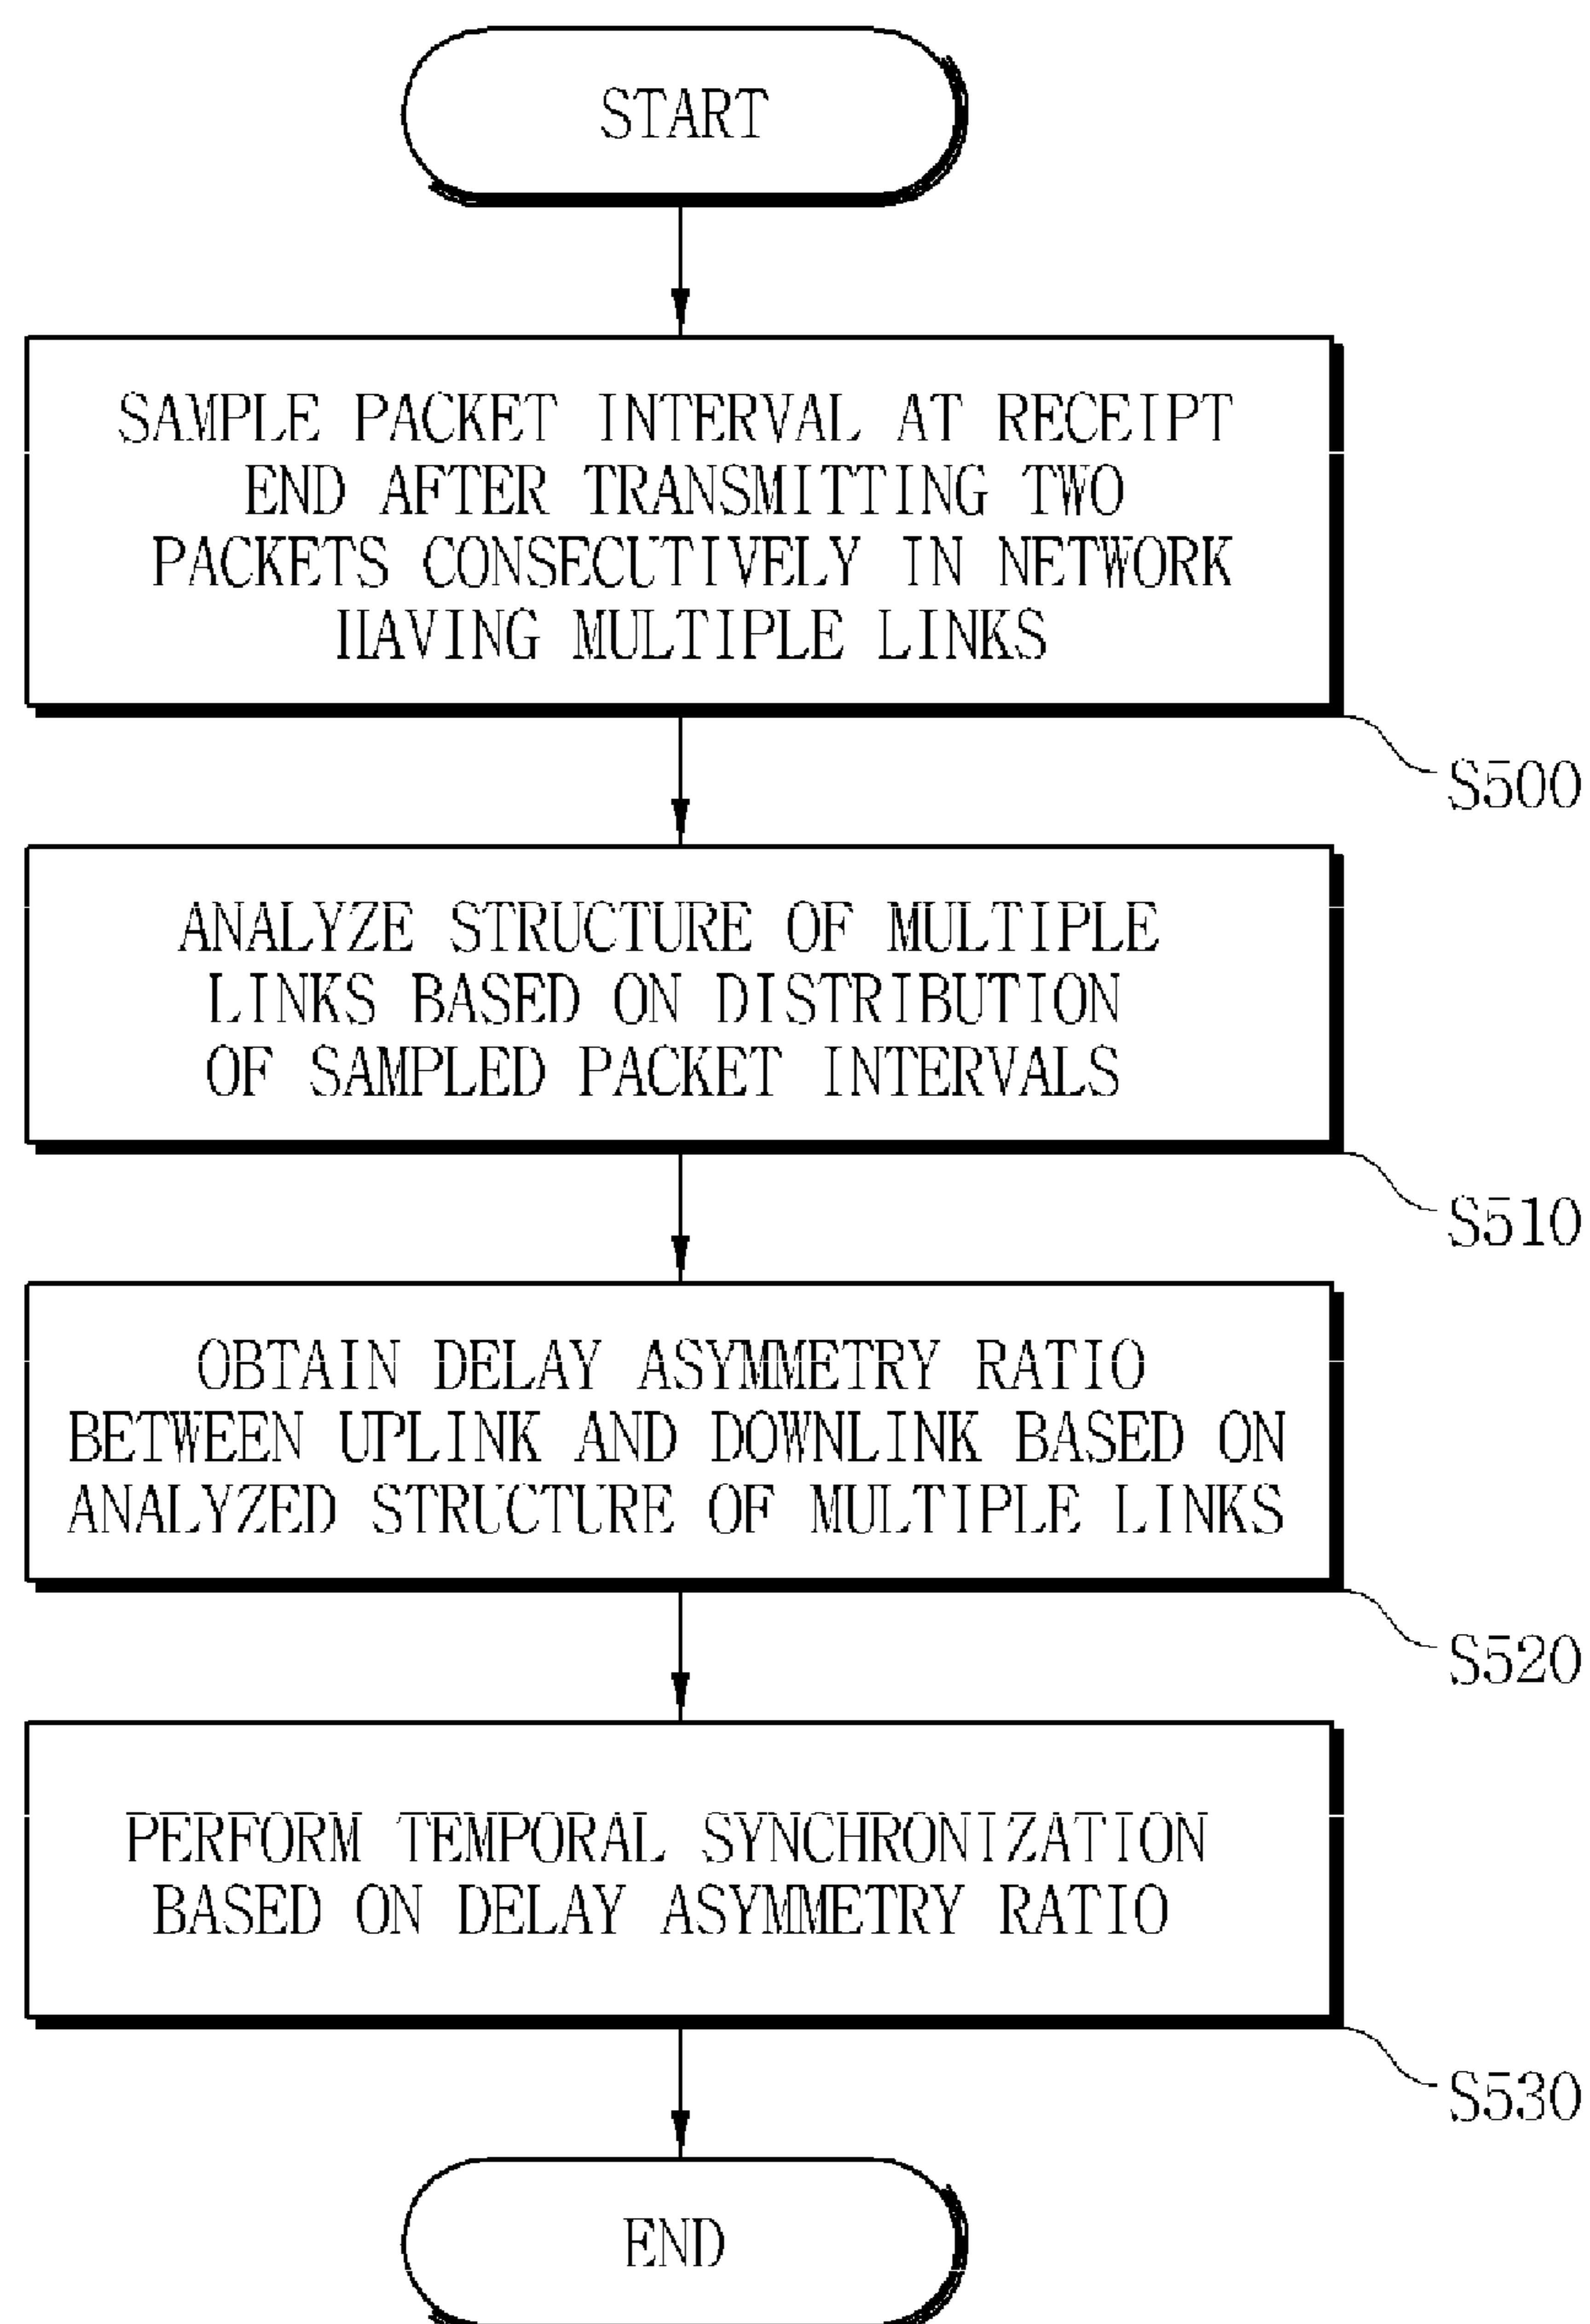 START
SAMPLE PACKET INTERVAL AT RECEIPT
END AFTER TRANSMITTING TWO
PACKETS CONSECUTIVELY IN NETWORK
HAVING MULTIPLE LINKS
S500
ANALYZE STRUCTURE OF MULTIPLE
LINKS BASED ON DISTRIBUTION
OF SAMPLED PACKET INTERVALS
S510
OBTAIN DELAY ASYMMETRY RATIO
BETWEEN UPLINK AND DOWNLINK BASED ON
ANALYZED STRUCTURE OF MULTIPLE LINKS
S520
PERFORM TEMPORAL SYNCHRONIZATION
BASED ON DELAY ASYMMETRY RATIO
S530
END